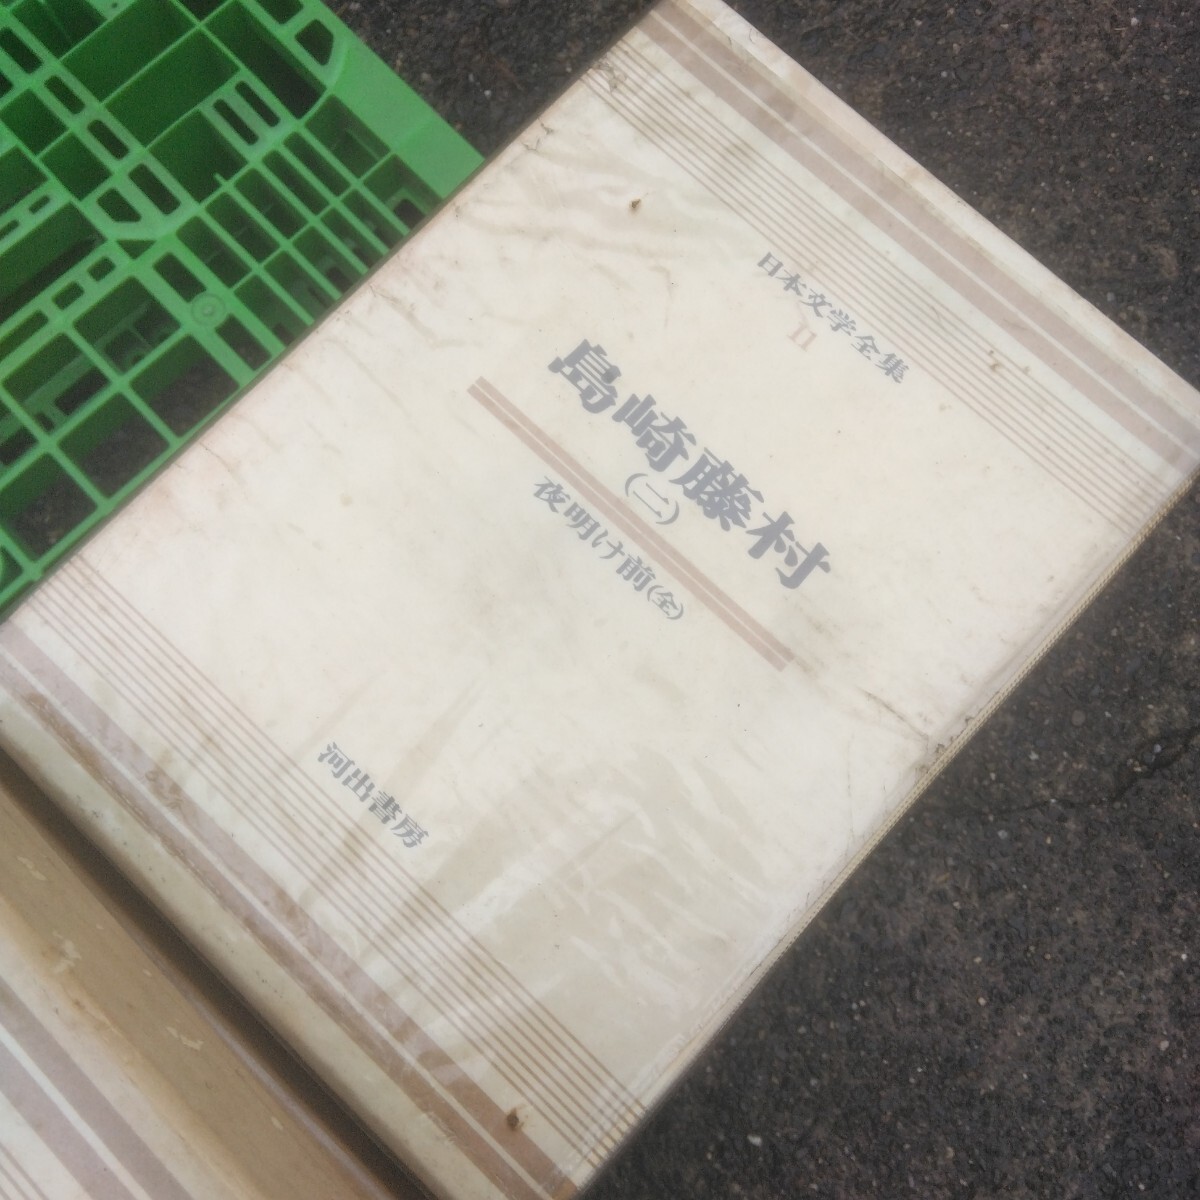 日本文学全集
11
島崎藤村
(二)
夜明け前(全)
河出書房